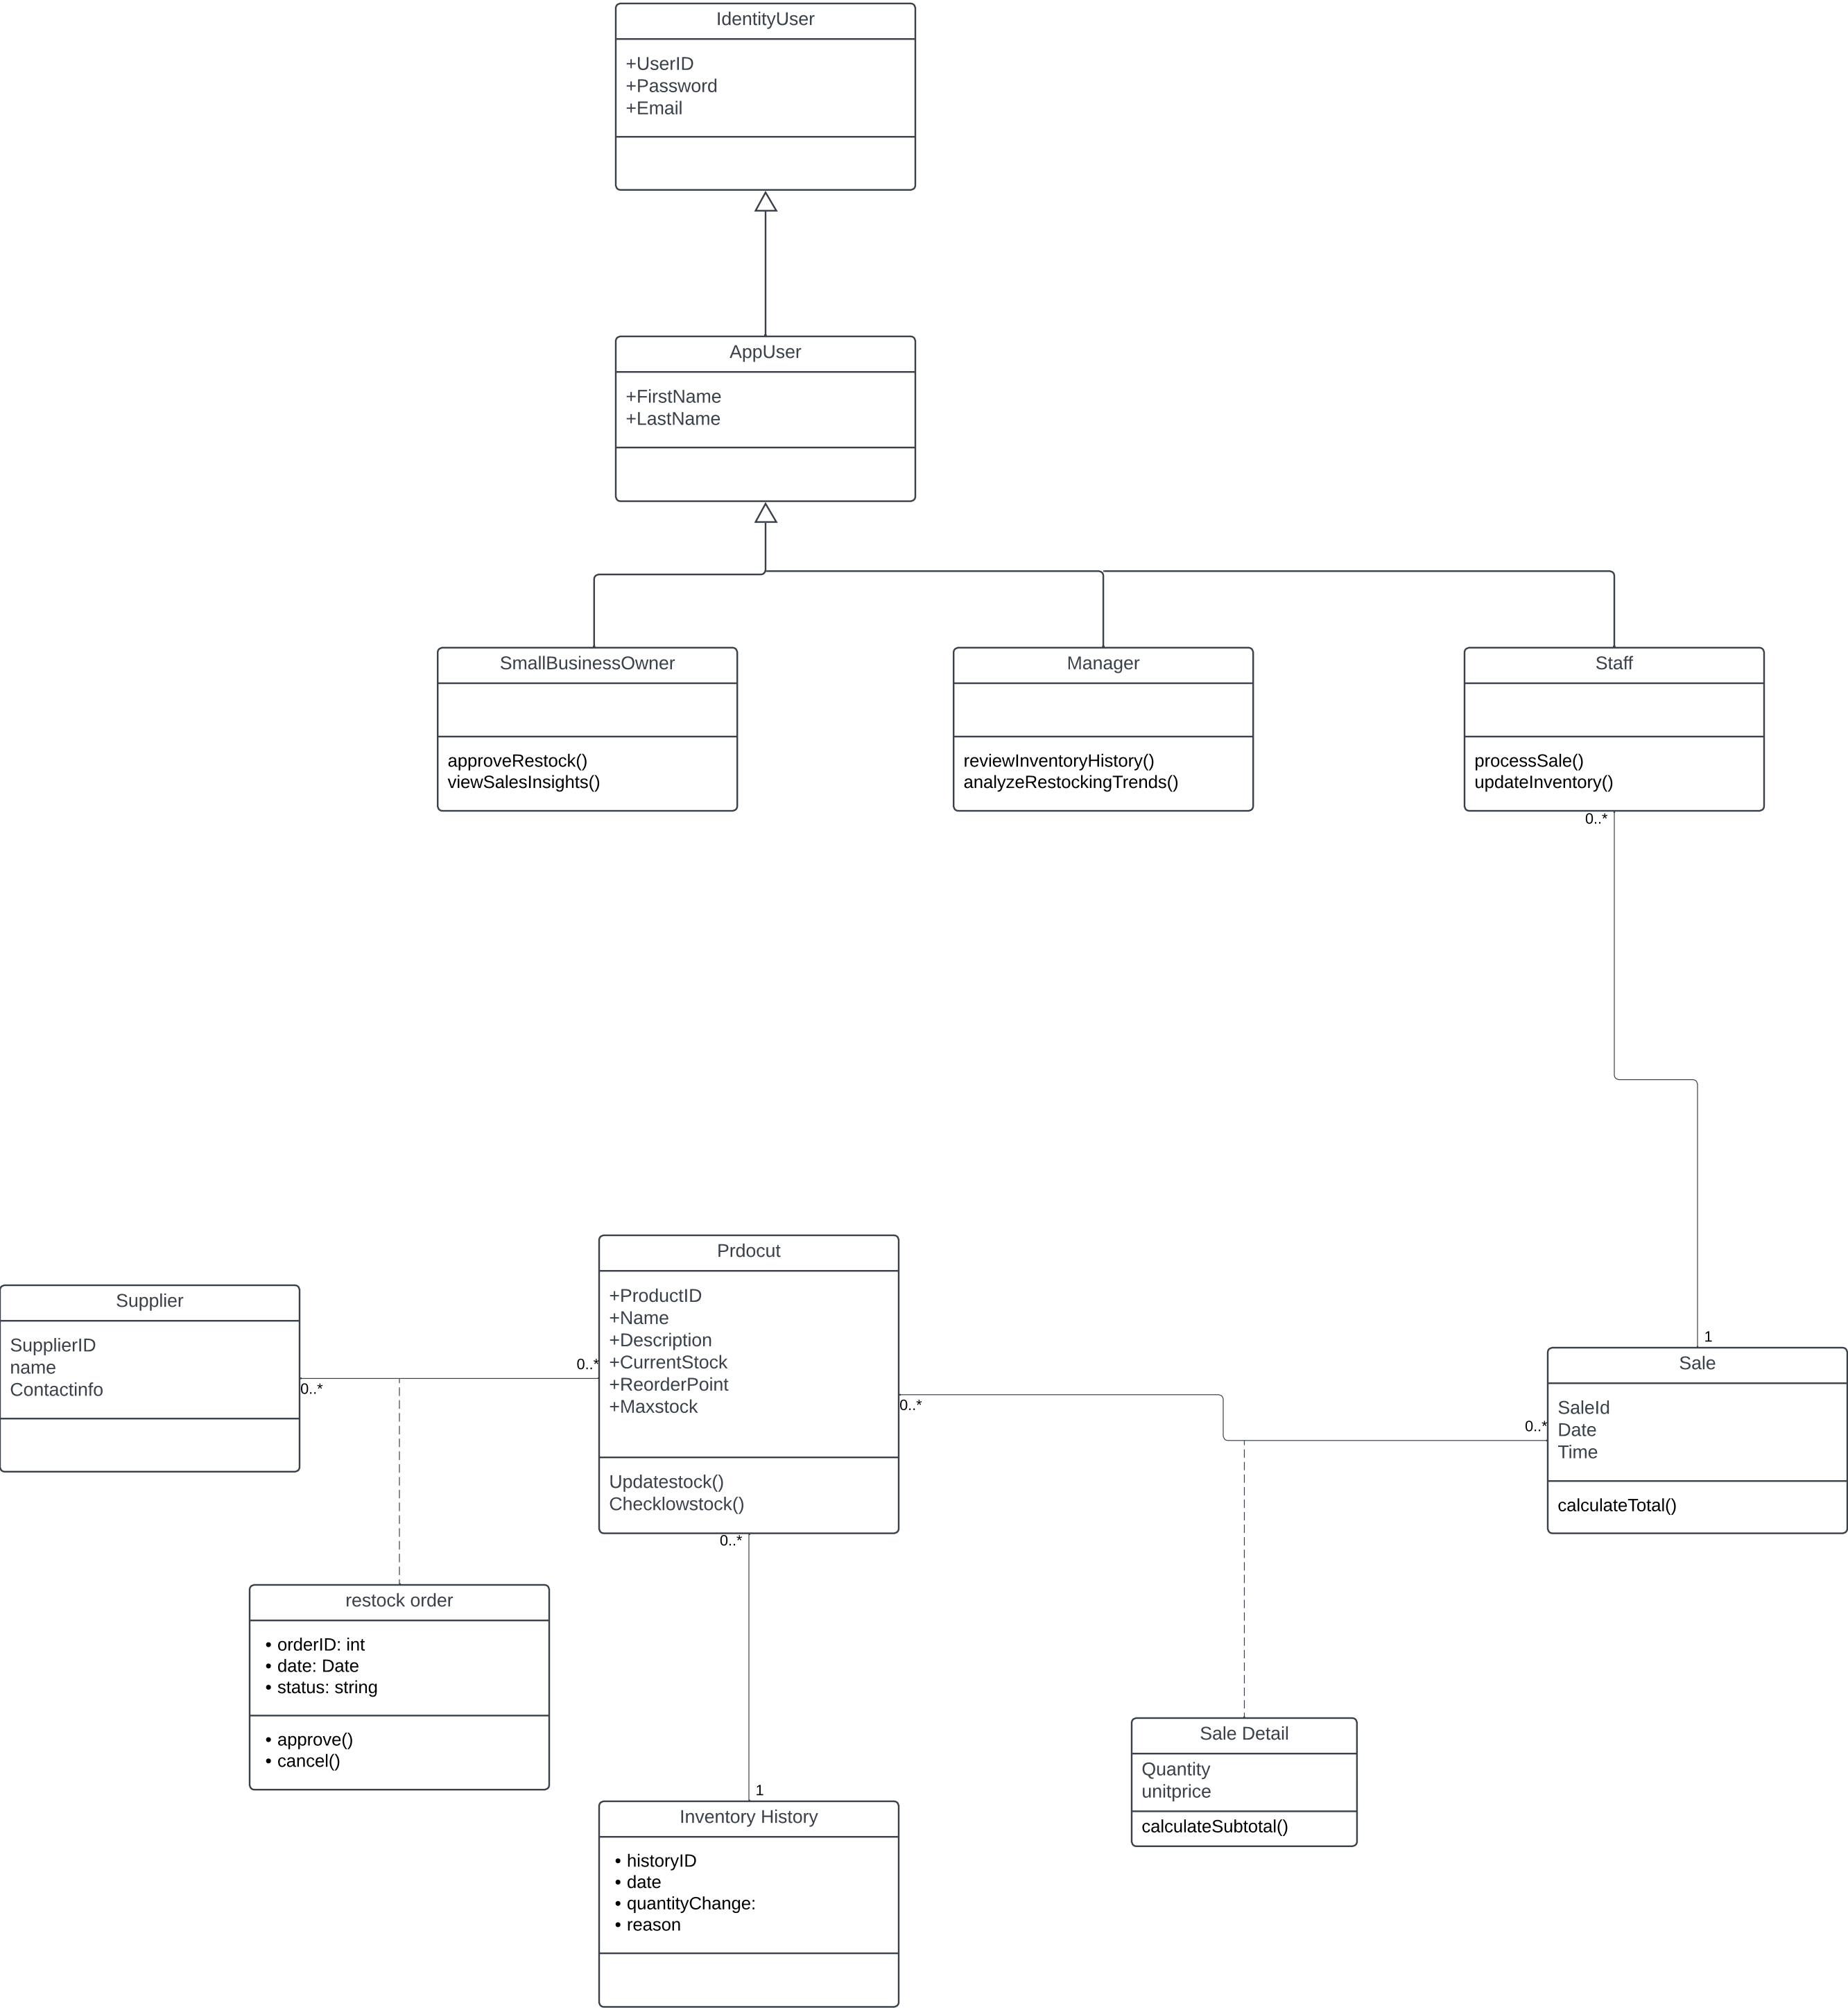 IdentityUser
+UserID
+Password
+Email
AppUser
+FirstName
+LastName
SmallBusinessOwner
approveRestock()
viewSalesInsights()
Manager
reviewInventoryHistory()
analyzeRestockingTrends()
Staff
processSale()
updateInventory()
0..*
1
Supplier
SupplierID
name
Contactinfo
0..*
0..*
Prdocut
+ProductID
+Name
+Description
+CurrentStock
+ReorderPoint
+Maxstock
Updatestock()
Checklowstock()
0..*
0..*
Sale
SaleId
Date
Time
calculateTotal()
0..*
1
restock order
• orderID: int
• date: Date
• status: string
• approve()
• cancel()
Inventory History
• historyID
• date
• quantityChange:
• reason
Sale Detail
Quantity
unitprice
calculateSubtotal()